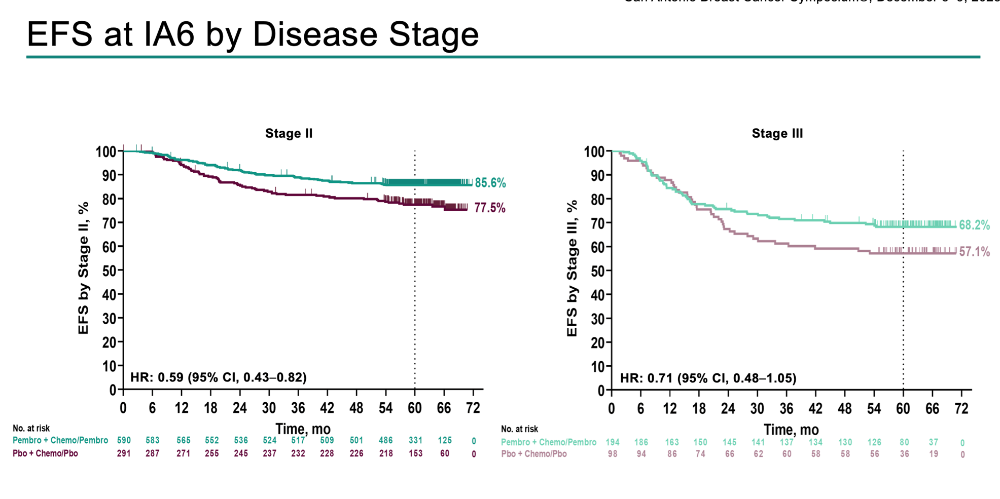 EFS at IA6 by Disease Stage
Stage II
EFS by Stage II, %
100
90
80
70
60
50
40
30
20
10
0
85.6%
77.5%
HR: 0.59 (95% CI, 0.43–0.82)
0 6 12 18 24 30 36 42 48 54 60 66 72
Time, mo
No. at risk
Pembro + Chemo/Pembro 590 583 565 552 536 524 517 509 501 486 331 125 0
Pbo + Chemo/Pbo 291 287 271 255 245 237 232 228 226 218 153 60 0
Stage III
EFS by Stage III, %
100
90
80
70
60
50
40
30
20
10
0
68.2%
57.1%
HR: 0.71 (95% CI, 0.48–1.05)
0 6 12 18 24 30 36 42 48 54 60 66 72
Time, mo
No. at risk
Pembro + Chemo/Pembro 194 186 163 150 145 141 137 134 130 126 80 37 0
Pbo + Chemo/Pbo 98 94 86 74 66 62 60 58 58 56 36 19 0